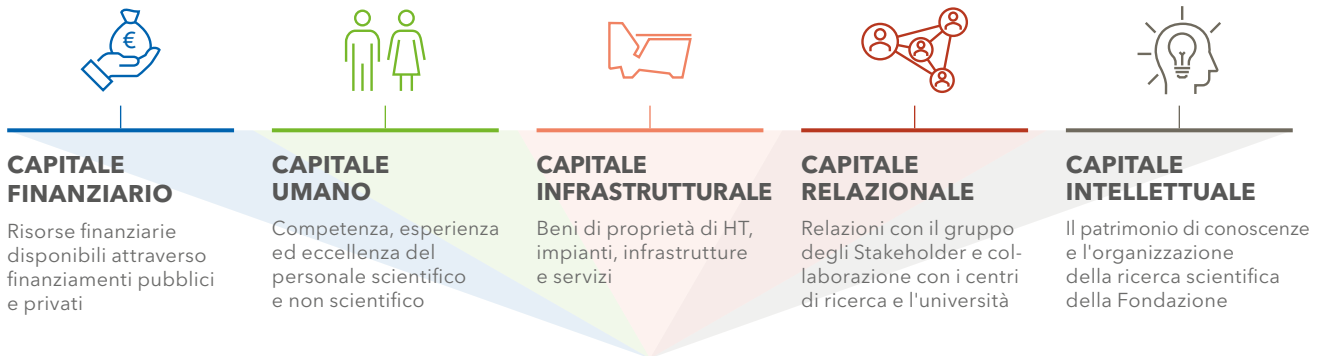 €
CAPITALE
FINANZIARIO
Risorse finanziarie
disponibili attraverso
finanziamenti pubblici
e privati
CAPITALE
UMANO
Competenza, esperienza
ed eccellenza del
personale scientifico
e non scientifico
CAPITALE
INFRASTRUTTURALE
Beni di proprietà di HT,
impianti, infrastrutture
e servizi
CAPITALE
RELAZIONALE
Relazioni con il gruppo
degli Stakeholder e col-
laborazione con i centri
di ricerca e l'università
CAPITALE
INTELLETTUALE
Il patrimonio di conoscenze
e l'organizzazione
della ricerca scientifica
della Fondazione